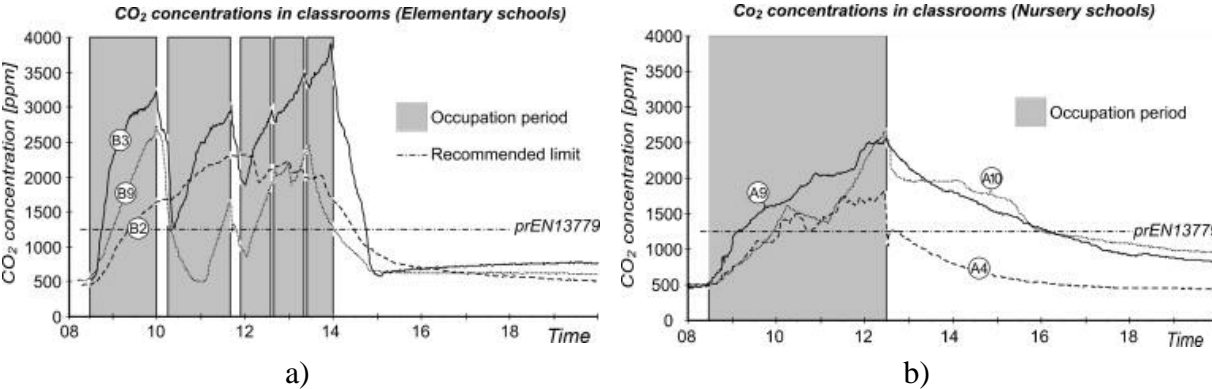 CO₂ concentrations in classrooms (Elementary schools)
CO₂ concentration [ppm]
4000
3500
3000
2500
2000
1500
1000
500
0
08
10
12
14
16
18
Time
B3
B9
B2
Occupation period
Recommended limit
prEN13779
a)
Co₂ concentrations in classrooms (Nursery schools)
CO₂ concentration [ppm]
4000
3500
3000
2500
2000
1500
1000
500
0
08
10
12
14
16
18
Time
A9
A10
A4
Occupation period
prEN13779
b)